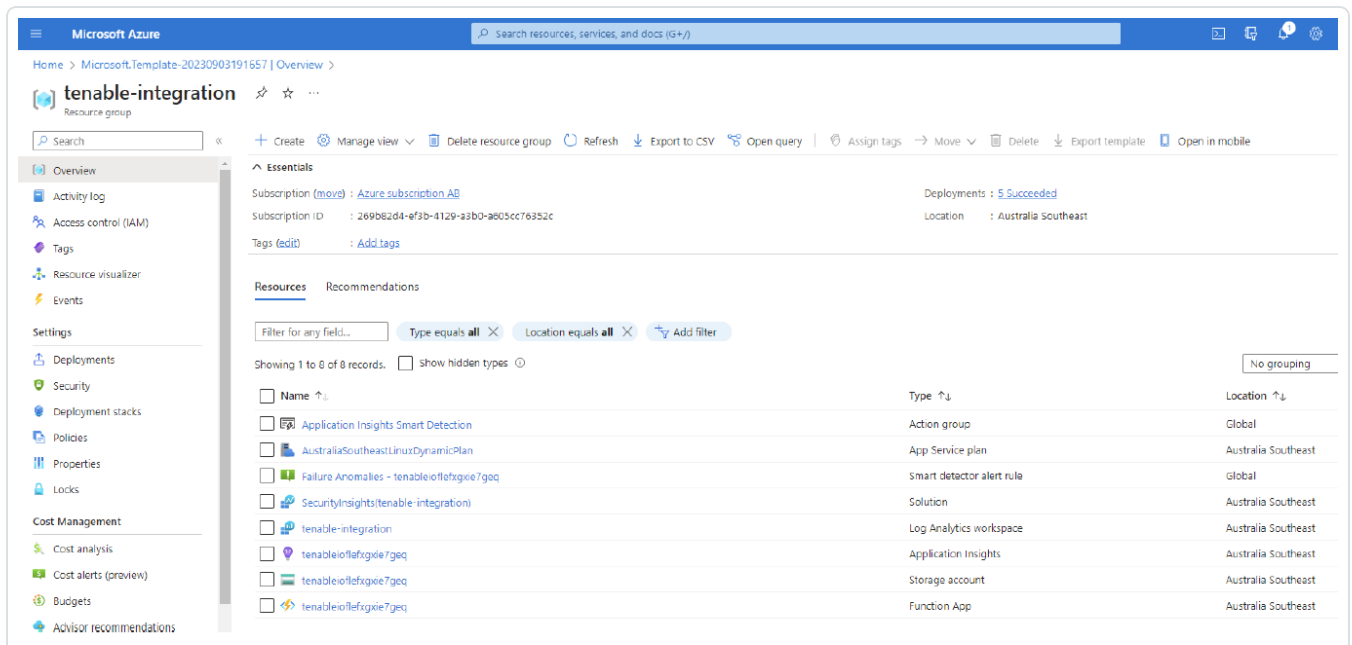 Microsoft Azure
Search resources, services, and docs (G+/)
1
Home > Microsoft.Template-20230903191657 | Overview >
tenable-integration
Resource group
Search
Overview
Activity log
Access control (IAM)
Tags
Resource visualizer
Events
Settings
Deployments
Security
Deployment stacks
Policies
Properties
Locks
Cost Management
Cost analysis
Cost alerts (preview)
Budgets
Advisor recommendations
Create Manage view Delete resource group Refresh Export to CSV Open query Assign tags Move Delete Export template Open in mobile
Essentials
Subscription (move) : Azure subscription AB
Subscription ID : 269b82d4-ef3b-4129-a3b0-a605cc76352c
Tags (edit) : Add tags
Deployments : 5 Succeeded
Location : Australia Southeast
Resources Recommendations
Filter for any field... Type equals all Location equals all Add filter
Showing 1 to 8 of 8 records. Show hidden types No grouping
Name Type Location
Application Insights Smart Detection Action group Global
AustraliaSoutheastLinuxDynamicPlan App Service plan Australia Southeast
Failure Anomalies - tenableioflefxgxie7geq Smart detector alert rule Global
SecurityInsights(tenable-integration) Solution Australia Southeast
tenable-integration Log Analytics workspace Australia Southeast
tenableioflefxgxie7geq Application Insights Australia Southeast
tenableioflefxgxie7geq Storage account Australia Southeast
tenableioflefxgxie7geq Function App Australia Southeast